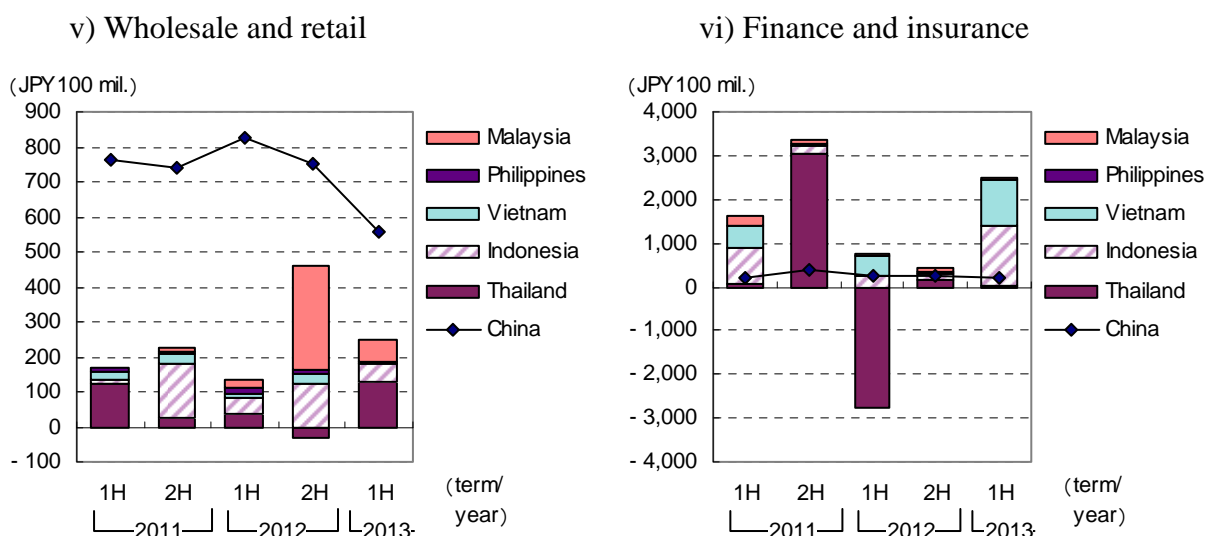 v) Wholesale and retail
(JPY100 mil.)
900
800
700
600
500
400
300
200
100
0
- 100
Malaysia
Philippines
Vietnam
Indonesia
Thailand
China
1H 2H 1H 2H 1H
2011 2012 2013
(term/
year)
vi) Finance and insurance
(JPY100 mil.)
4,000
3,000
2,000
1,000
0
- 1,000
- 2,000
- 3,000
- 4,000
Malaysia
Philippines
Vietnam
Indonesia
Thailand
China
1H 2H 1H 2H 1H
2011 2012 2013
(term/
year)